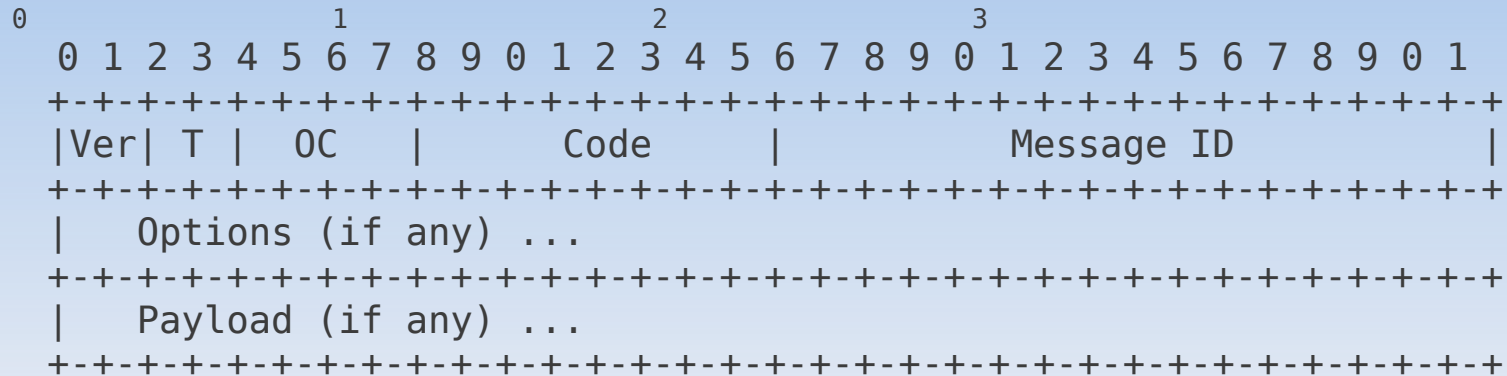 0 1 2 3
0 1 2 3 4 5 6 7 8 9 0 1 2 3 4 5 6 7 8 9 0 1 2 3 4 5 6 7 8 9 0 1
+-+-+-+-+-+-+-+-+-+-+-+-+-+-+-+-+-+-+-+-+-+-+-+-+-+-+-+-+-+-+-+-+
|Ver| T | OC | Code | Message ID |
+-+-+-+-+-+-+-+-+-+-+-+-+-+-+-+-+-+-+-+-+-+-+-+-+-+-+-+-+-+-+-+-+
| Options (if any) ...
+-+-+-+-+-+-+-+-+-+-+-+-+-+-+-+-+-+-+-+-+-+-+-+-+-+-+-+-+-+-+-+-+
| Payload (if any) ...
+-+-+-+-+-+-+-+-+-+-+-+-+-+-+-+-+-+-+-+-+-+-+-+-+-+-+-+-+-+-+-+-+